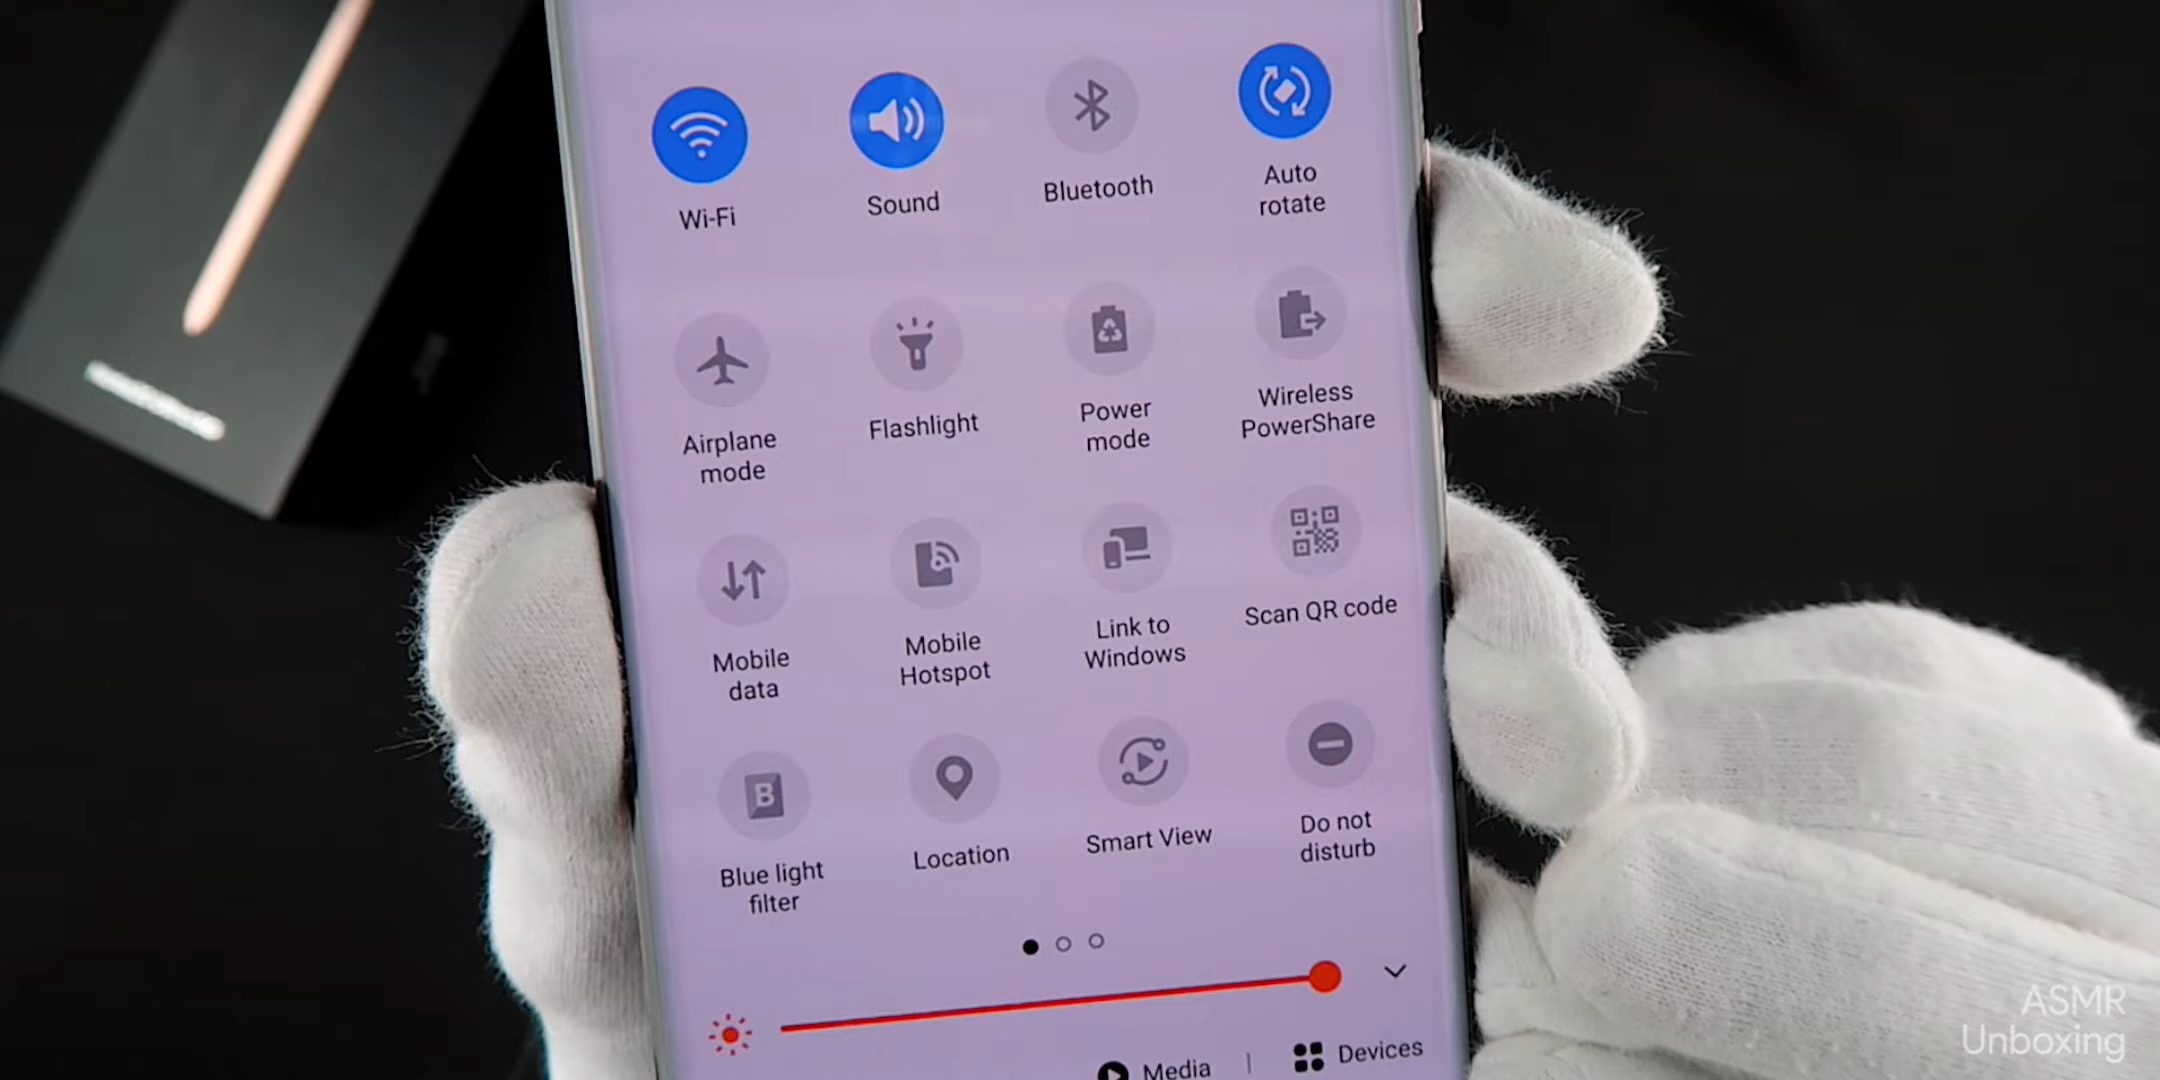 Wi-Fi
Sound
Bluetooth
Auto
rotate
Airplane
mode
Flashlight
Power
mode
Wireless
PowerShare
Mobile
data
Mobile
Hotspot
Link to
Windows
Scan QR code
B
Blue light
filter
Location
Smart View
Do not
disturb
Media | Devices
ASMR
Unboxing